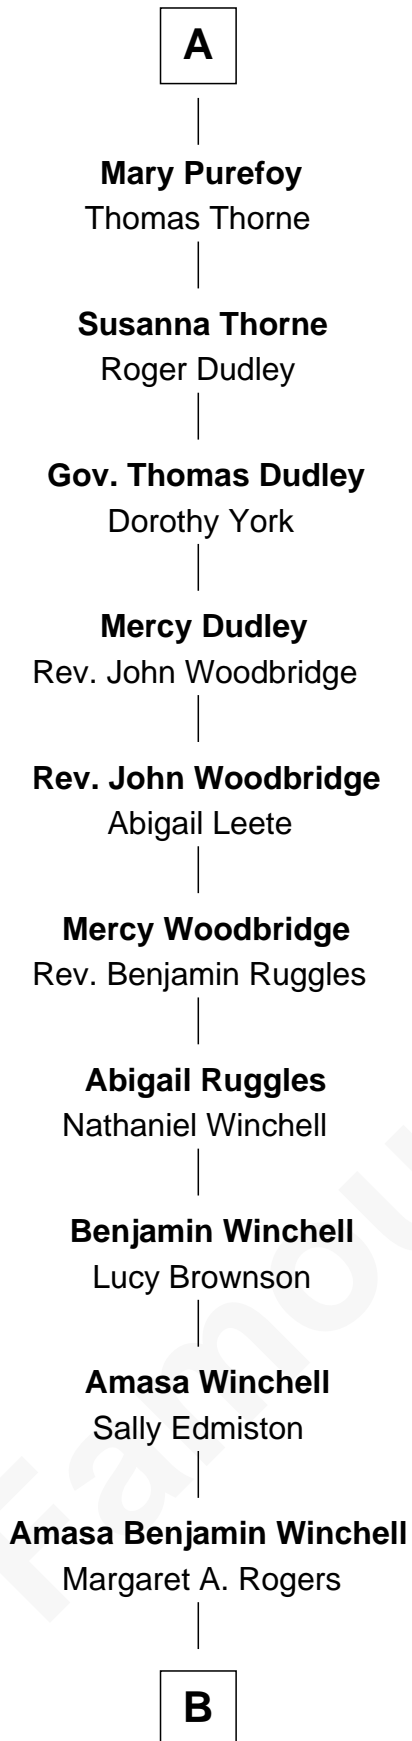 A
Mary Purefoy
Thomas Thorne
Susanna Thorne
Roger Dudley
Gov. Thomas Dudley
Dorothy York
Mercy Dudley
Rev. John Woodbridge
Rev. John Woodbridge
Abigail Leete
Mercy Woodbridge
Rev. Benjamin Ruggles
Abigail Ruggles
Nathaniel Winchell
Benjamin Winchell
Lucy Brownson
Amasa Winchell
Sally Edmiston
Amasa Benjamin Winchell
Margaret A. Rogers
B
Famou